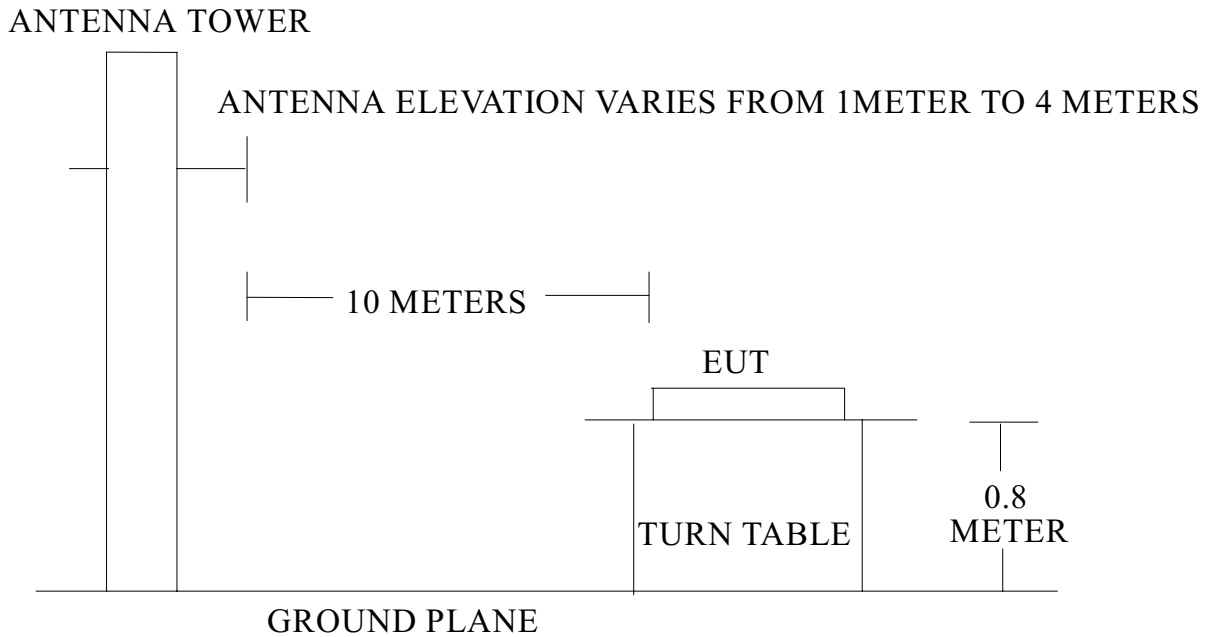 ANTENNA TOWER
ANTENNA ELEVATION VARIES FROM 1METER TO 4 METERS
10 METERS
EUT
0.8
METER
TURN TABLE
GROUND PLANE